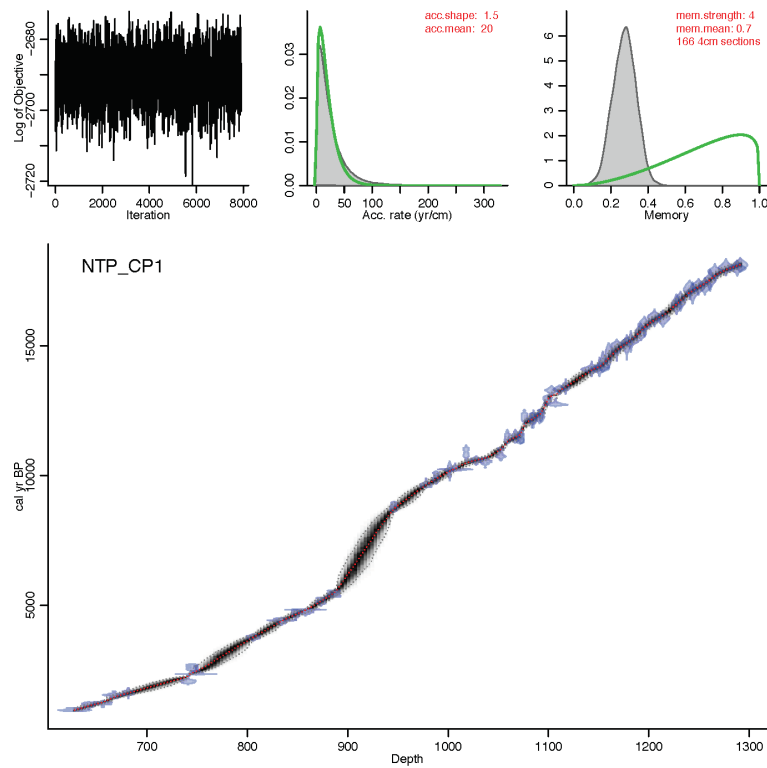 Log of Objective
-2720
-2700
-2680
0 2000 4000 6000 8000
Iteration
acc.shape: 1.5
acc.mean: 20
0.00
0.01
0.02
0.03
0 50 100 200 300
Acc. rate (yr/cm)
mem.strength: 4
mem.mean: 0.7
166 4cm sections
0 1 2 3 4 5 6
0.0 0.2 0.4 0.6 0.8 1.0
Memory
NTP_CP1
cal yr BP
5000
10000
15000
700 800 900 1000 1100 1200 1300
Depth